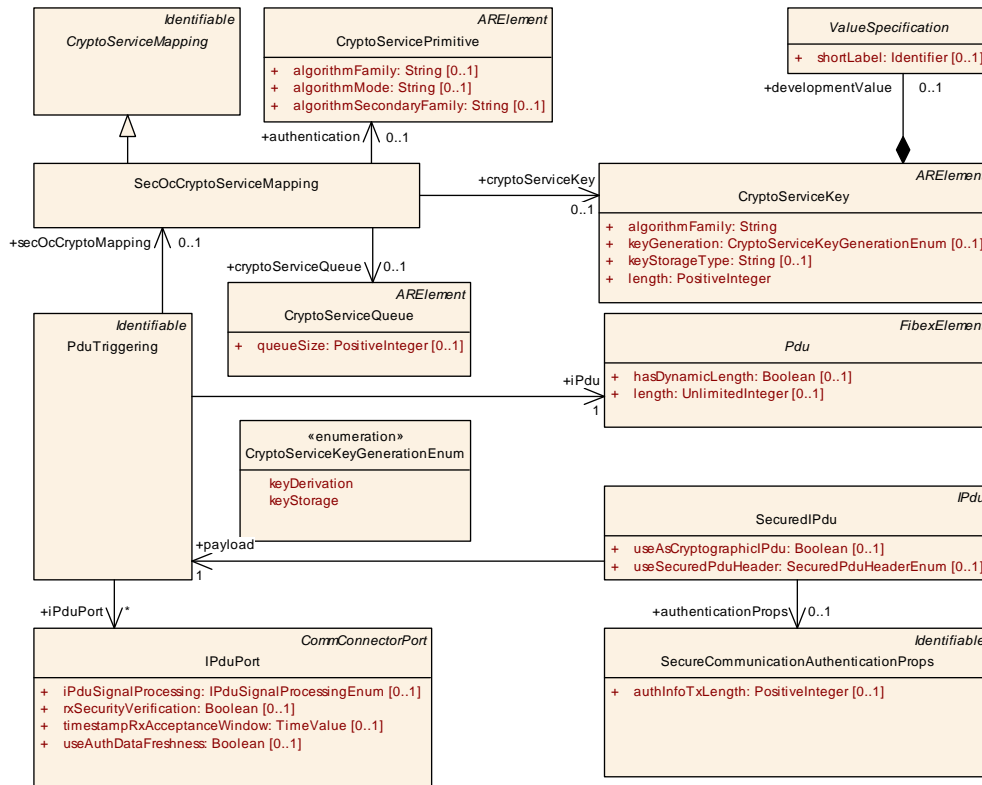 Identifiable
CryptoServiceMapping
ARElement
CryptoServicePrimitive
+ algorithmFamily: String [0..1]
+ algorithmMode: String [0..1]
+ algorithmSecondaryFamily: String [0..1]
ValueSpecification
+ shortLabel: Identifier [0..1]
+developmentValue 0..1
+authentication 0..1
SecOcCryptoServiceMapping
+cryptoServiceKey
0..1
ARElement
CryptoServiceKey
+ algorithmFamily: String
+ keyGeneration: CryptoServiceKeyGenerationEnum [0..1]
+ keyStorageType: String [0..1]
+ length: PositiveInteger
+secOcCryptoMapping 0..1
+cryptoServiceQueue 0..1
ARElement
CryptoServiceQueue
+ queueSize: PositiveInteger [0..1]
Identifiable
PduTriggering
FibexElement
Pdu
+ hasDynamicLength: Boolean [0..1]
+ length: UnlimitedInteger [0..1]
+iPdu
1
«enumeration»
CryptoServiceKeyGenerationEnum
keyDerivation
keyStorage
IPdu
SecuredIPdu
+ useAsCryptographicIPdu: Boolean [0..1]
+ useSecuredPduHeader: SecuredPduHeaderEnum [0..1]
+payload
1
+iPduPort *
+authenticationProps 0..1
CommConnectorPort
IPduPort
+ iPduSignalProcessing: IPduSignalProcessingEnum [0..1]
+ rxSecurityVerification: Boolean [0..1]
+ timestampRxAcceptanceWindow: TimeValue [0..1]
+ useAuthDataFreshness: Boolean [0..1]
Identifiable
SecureCommunicationAuthenticationProps
+ authInfoTxLength: PositiveInteger [0..1]